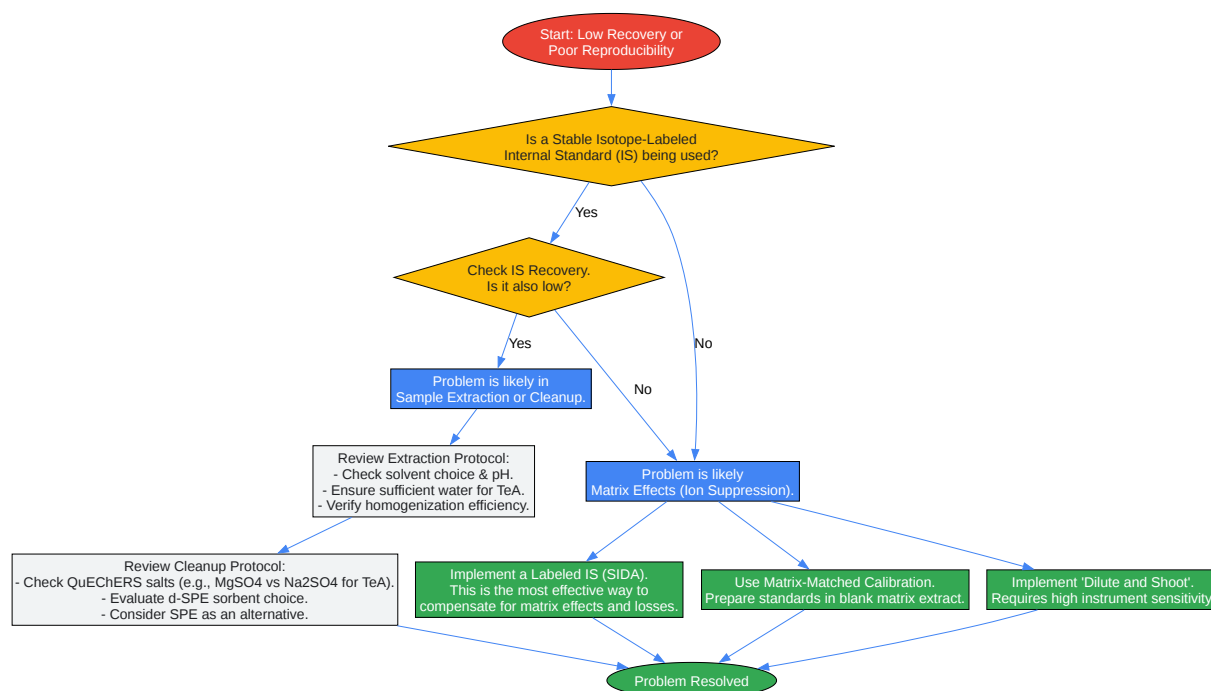 Start: Low Recovery or
Poor Reproducibility
Is a Stable Isotope-Labeled
Internal Standard (IS) being used?
Yes
Check IS Recovery.
Is it also low?
No
Yes
Problem is likely in
Sample Extraction or Cleanup.
No
Review Extraction Protocol:
- Check solvent choice & pH.
- Ensure sufficient water for TeA.
- Verify homogenization efficiency.
Problem is likely
Matrix Effects (Ion Suppression).
Review Cleanup Protocol:
- Check QuEChERS salts (e.g., MgSO4 vs Na2SO4 for TeA).
- Evaluate d-SPE sorbent choice.
- Consider SPE as an alternative.
Implement a Labeled IS (SIDA).
This is the most effective way to
compensate for matrix effects and losses.
Use Matrix-Matched Calibration.
Prepare standards in blank matrix extract.
Implement 'Dilute and Shoot'.
Requires high instrument sensitivity
Problem Resolved